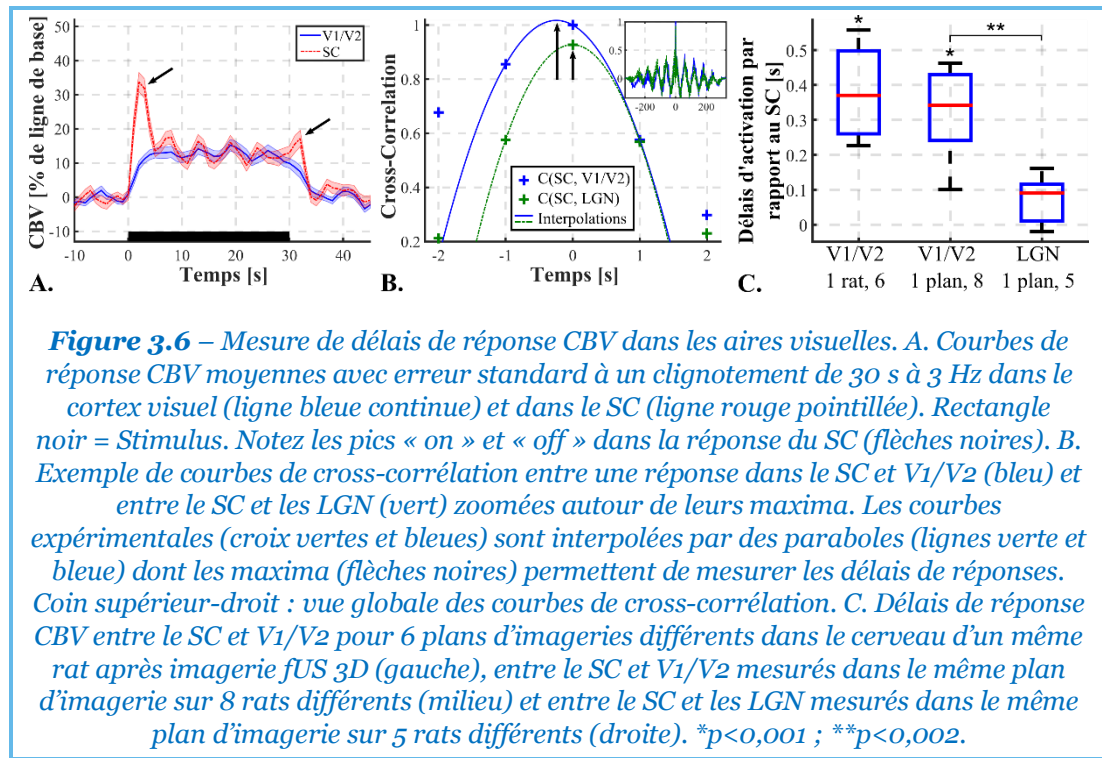 50
40
30
20
10
0
-10
CBV [% de ligne de base]
V1/V2
SC
-10 0 10 20 30 40
Temps [s]
A.
1
0.8
0.6
0.4
0.2
Cross-Correlation
C(SC, V1/V2)
C(SC, LGN)
Interpolations
1
0.5
0
-200 0 200
-2 -1 0 1 2
Temps [s]
B.
Délais d'activation par
rapport au SC [s]
0.5
0.4
0.3
0.2
0.1
0
*
*
**
V1/V2 V1/V2 LGN
1 rat, 6 1 plan, 8 1 plan, 5
C.
Figure 3.6 – Mesure de délais de réponse CBV dans les aires visuelles. A. Courbes de
réponse CBV moyennes avec erreur standard à un clignotement de 30 s à 3 Hz dans le
cortex visuel (ligne bleue continue) et dans le SC (ligne rouge pointillée). Rectangle
noir = Stimulus. Notez les pics « on » et « off » dans la réponse du SC (flèches noires). B.
Exemple de courbes de cross-corrélation entre une réponse dans le SC et V1/V2 (bleu) et
entre le SC et les LGN (vert) zoomées autour de leurs maxima. Les courbes
expérimentales (croix vertes et bleues) sont interpolées par des paraboles (lignes verte et
bleue) dont les maxima (flèches noires) permettent de mesurer les délais de réponses.
Coin supérieur-droit : vue globale des courbes de cross-corrélation. C. Délais de réponse
CBV entre le SC et V1/V2 pour 6 plans d'imageries différents dans le cerveau d'un même
rat après imagerie fUS 3D (gauche), entre le SC et V1/V2 mesurés dans le même plan
d'imagerie sur 8 rats différents (milieu) et entre le SC et les LGN mesurés dans le même
plan d'imagerie sur 5 rats différents (droite). *p<0,001 ; **p<0,002.